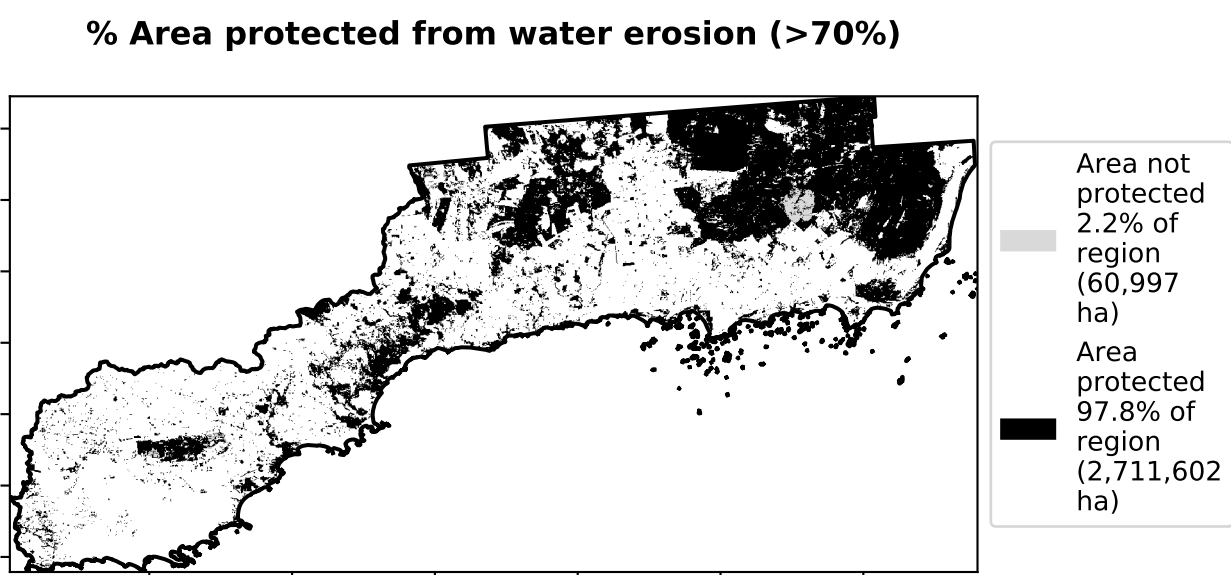 % Area protected from water erosion (>70%)
Area not
protected
2.2% of
region
(60,997
ha)
Area
protected
97.8% of
region
(2,711,602
ha)